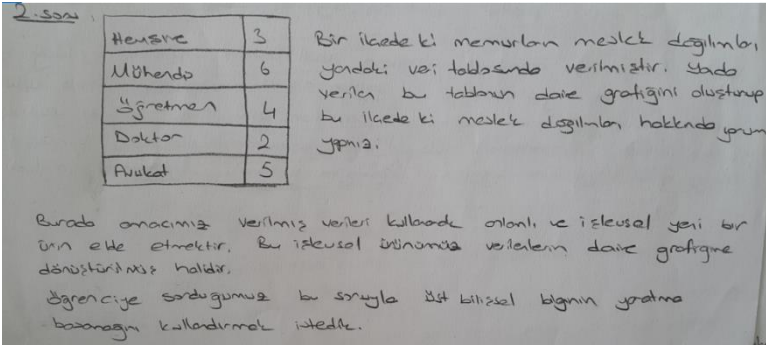 2. soru
Hemşire 3
Mühendis 6
Öğretmen 4
Doktor 2
Avukat 5
Bir ilçedeki memurların meslek dağılımları
yandaki veri tablosunda verilmiştir. Yanda
verilen bu tablonun daire grafiğini oluşturup
bu ilçedeki meslek dağılımları hakkında yorum
yapınız.
Burada amacımız verilmiş verileri kullanarak anlamlı ve işlevsel yeni bir
ürün elde etmektir. Bu işlevsel ürünümüz verilerin daire grafiğine
dönüştürülmüş halidir.
Öğrenciye sorduğumuz bu soruyla üst bilişsel bilginin yaratma
basamağını kullandırmak istedik.